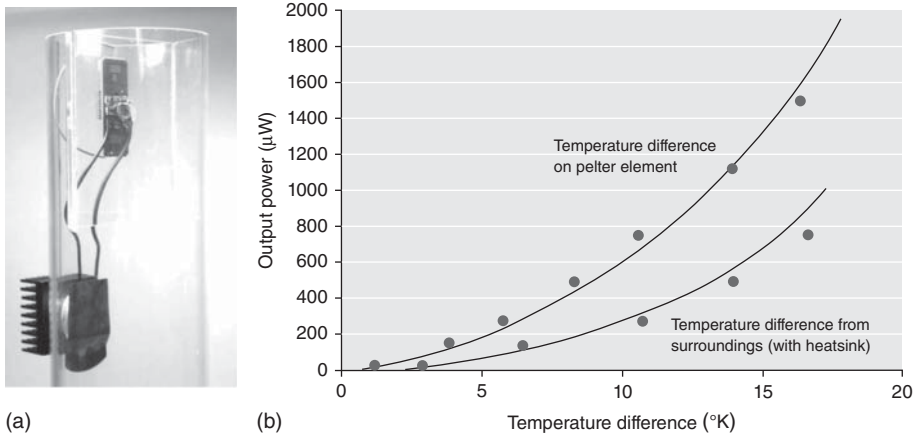 2000
1800
1600
1400
1200
1000
800
600
400
200
0
Output power (μW)
Temperature difference
on pelter element
Temperature difference from
surroundings (with heatsink)
0
5
10
15
20
Temperature difference (°K)
(a)
(b)